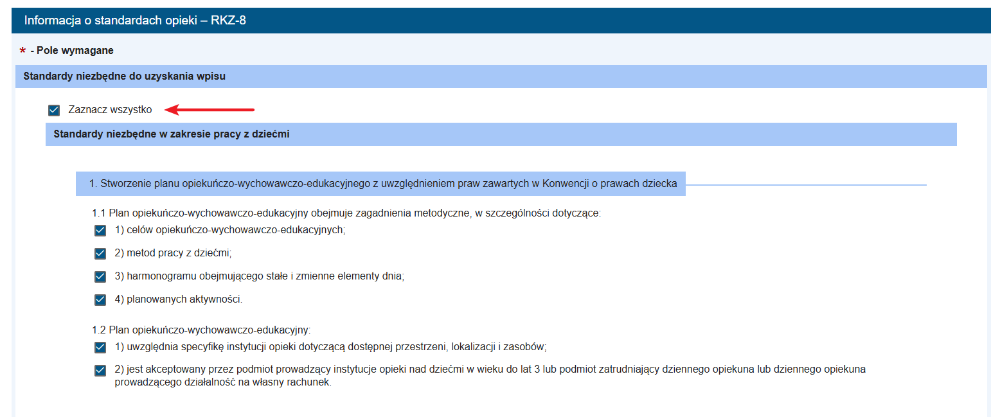 Informacja o standardach opieki – RKZ-8
* - Pole wymagane
Standardy niezbędne do uzyskania wpisu
Zaznacz wszystko
Standardy niezbędne w zakresie pracy z dziećmi
1. Stworzenie planu opiekuńczo-wychowawczo-edukacyjnego z uwzględnieniem praw zawartych w Konwencji o prawach dziecka
1.1 Plan opiekuńczo-wychowawczo-edukacyjny obejmuje zagadnienia metodyczne, w szczególności dotyczące:
1) celów opiekuńczo-wychowawczo-edukacyjnych;
2) metod pracy z dziećmi;
3) harmonogramu obejmującego stałe i zmienne elementy dnia;
4) planowanych aktywności.
1.2 Plan opiekuńczo-wychowawczo-edukacyjny:
1) uwzględnia specyfikę instytucji opieki dotyczącą dostępnej przestrzeni, lokalizacji i zasobów;
2) jest akceptowany przez podmiot prowadzący instytucje opieki nad dziećmi w wieku do lat 3 lub podmiot zatrudniający dziennego opiekuna lub dziennego opiekuna
prowadzącego działalność na własny rachunek.